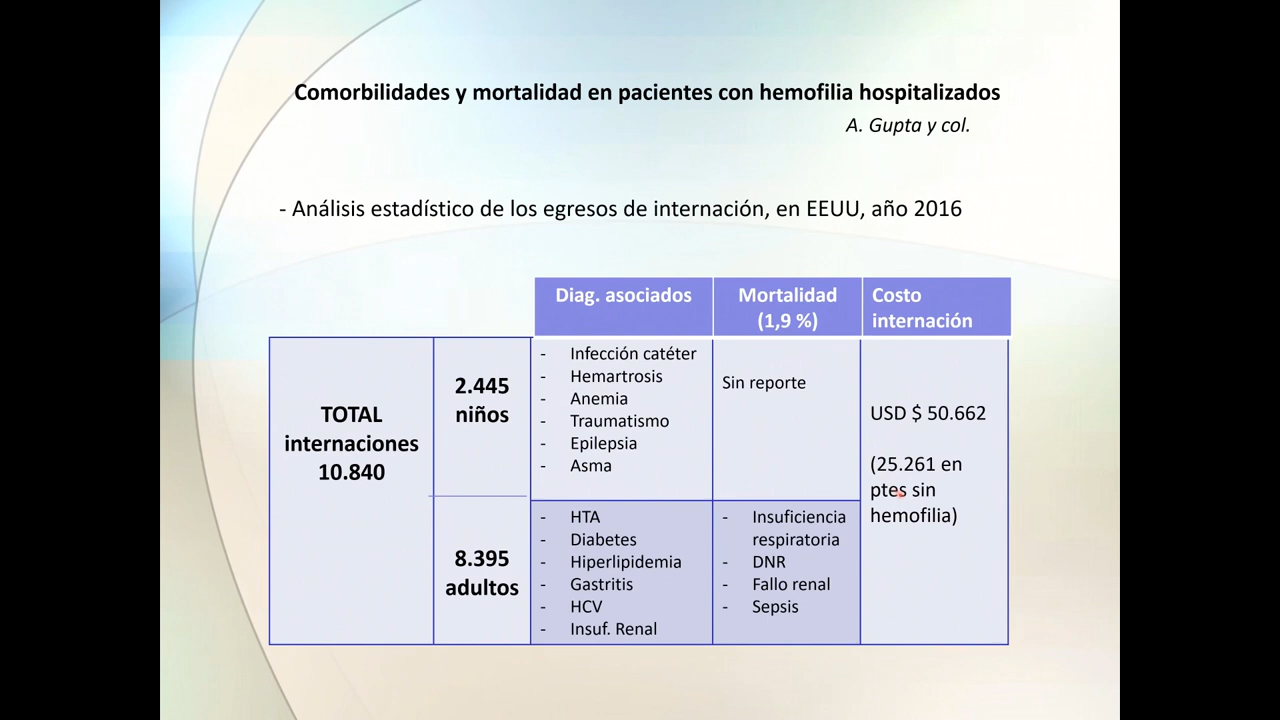 Comorbilidades y mortalidad en pacientes con hemofilia hospitalizados
A. Gupta y col.
- Análisis estadístico de los egresos de internación, en EEUU, año 2016
Diag. asociados
Mortalidad
(1,9 %)
Costo
internación
TOTAL
internaciones
10.840
2.445
niños
- Infección catéter
- Hemartrosis
- Anemia
- Traumatismo
- Epilepsia
- Asma
Sin reporte
USD $ 50.662
(25.261 en
ptes sin
hemofilia)
8.395
adultos
- HTA
- Diabetes
- Hiperlipidemia
- Gastritis
- HCV
- Insuf. Renal
- Insuficiencia
respiratoria
- DNR
- Fallo renal
- Sepsis